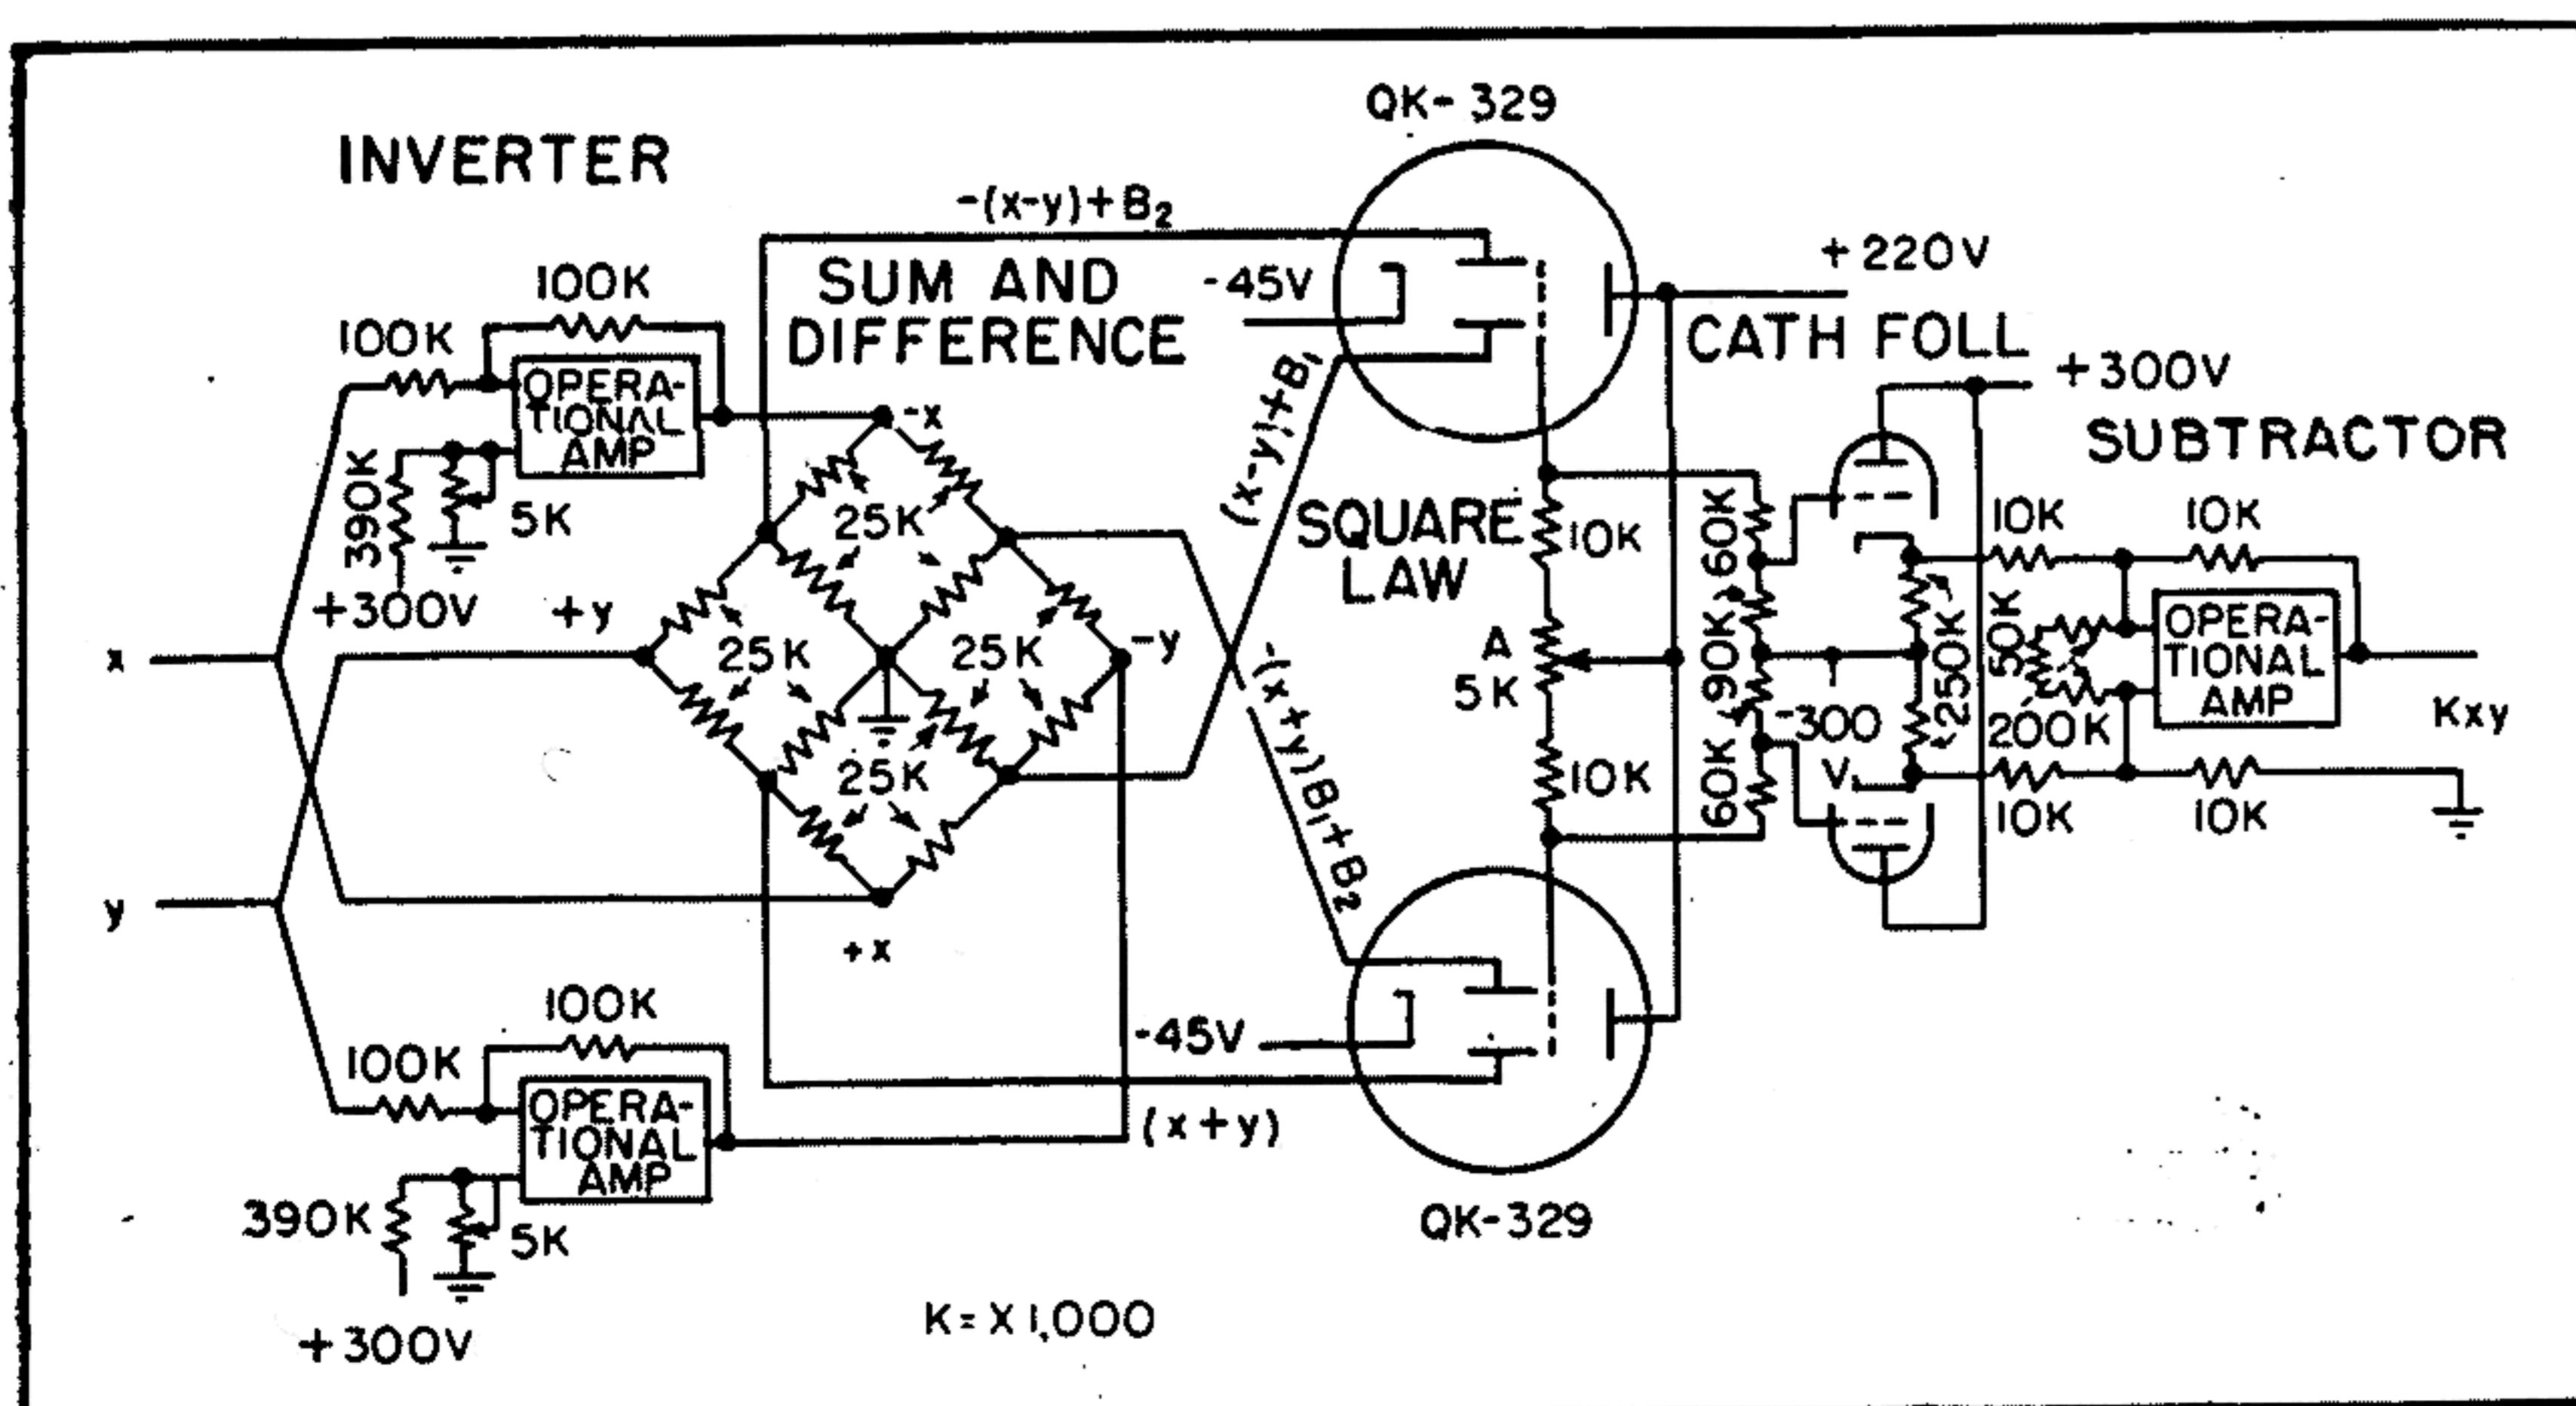 QK-329
INVERTER
-(x-y)+B2
+220V
100K
SUM AND
DIFFERENCE
-45V
100K
CATH FOLL
+300V
OPERA-
TIONAL
AMP
-x
(x-y)+B1
SUBTRACTOR
390K
5K
25K
SQUARE
LAW
10K
60K
10K
10K
+300V
+y
x
25K
25K
-y
A
5K
90K
-300
V
250K
50K
200K
OPERA-
TIONAL
AMP
Kxy
25K
(-x+y)B1+B2
10K
60K
10K
10K
y
+x
100K
100K
-45V
OPERA-
TIONAL
AMP
(x+y)
390K
5K
QK-329
+300V
K=X1,000